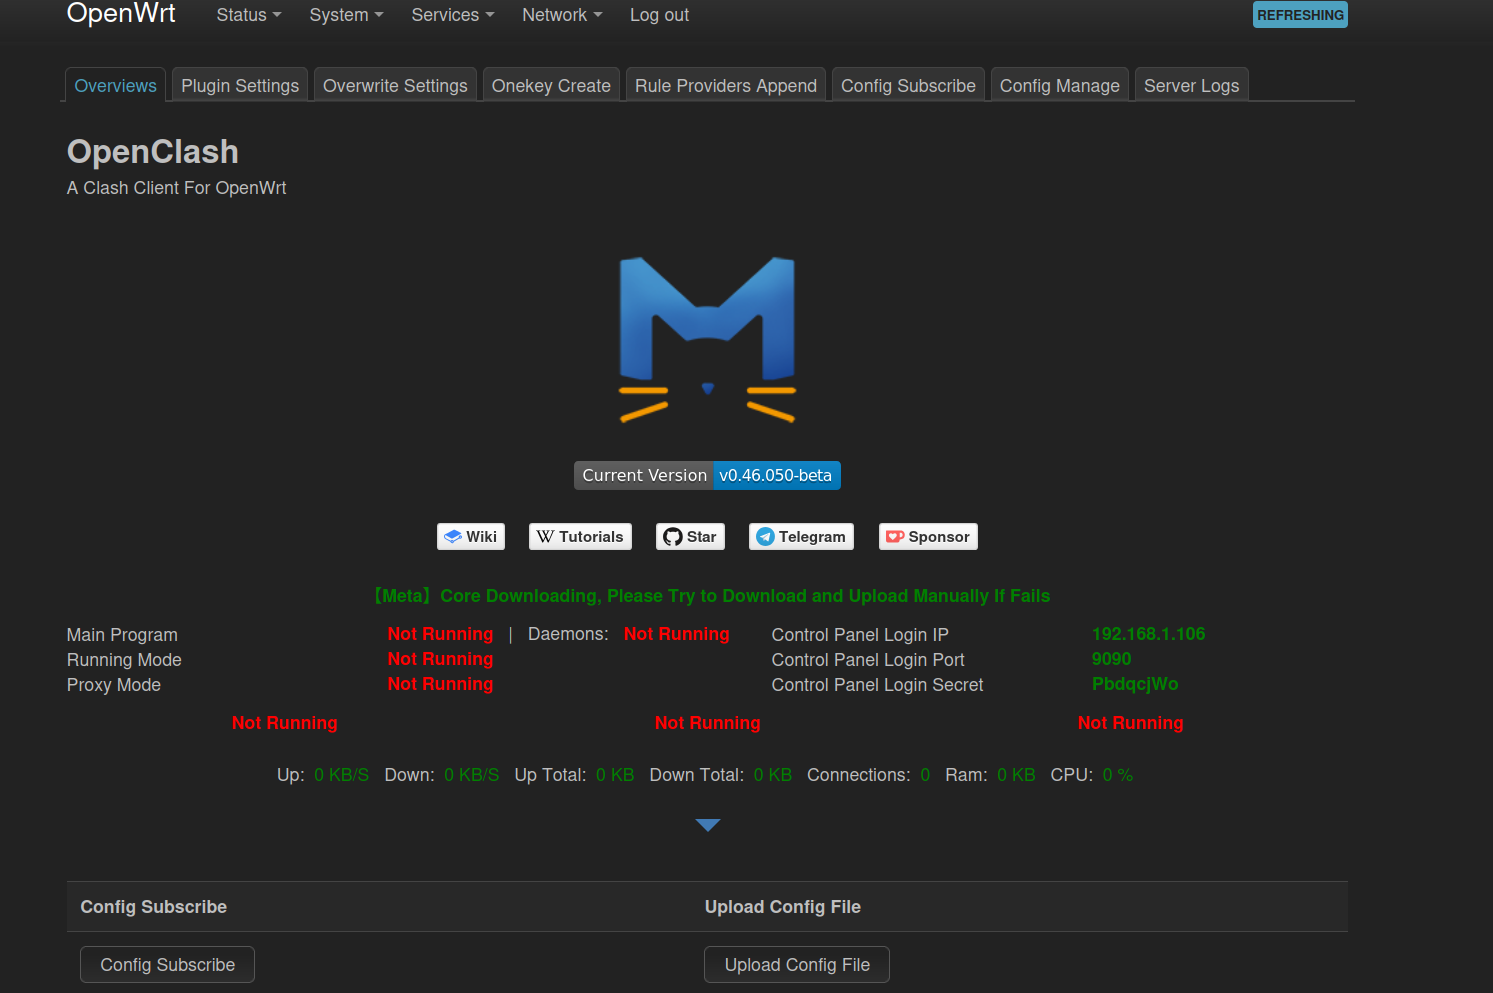 OpenWrt Status System Services Network Log out REFRESHING
Overviews Plugin Settings Overwrite Settings Onekey Create Rule Providers Append Config Subscribe Config Manage Server Logs
OpenClash
A Clash Client For OpenWrt
Current Version v0.46.050-beta
Wiki Tutorials Star Telegram Sponsor
【Meta】Core Downloading, Please Try to Download and Upload Manually If Fails
Main Program Not Running | Daemons: Not Running Control Panel Login IP 192.168.1.106
Running Mode Not Running Control Panel Login Port 9090
Proxy Mode Not Running Control Panel Login Secret PbdqcjWo
Not Running Not Running Not Running
Up: 0 KB/S Down: 0 KB/S Up Total: 0 KB Down Total: 0 KB Connections: 0 Ram: 0 KB CPU: 0 %
Config Subscribe Upload Config File
Config Subscribe Upload Config File